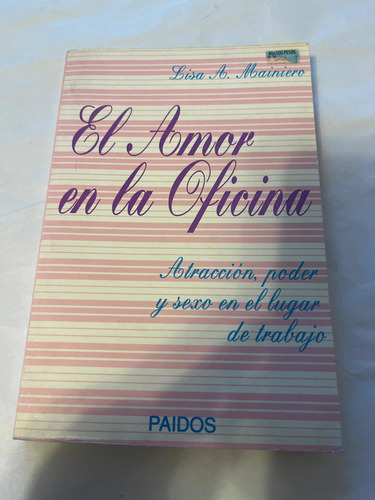 Lisa A. Mainiero
El Amor
en la Oficina
Atracción, poder
y sexo en el lugar
de trabajo
PAIDOS